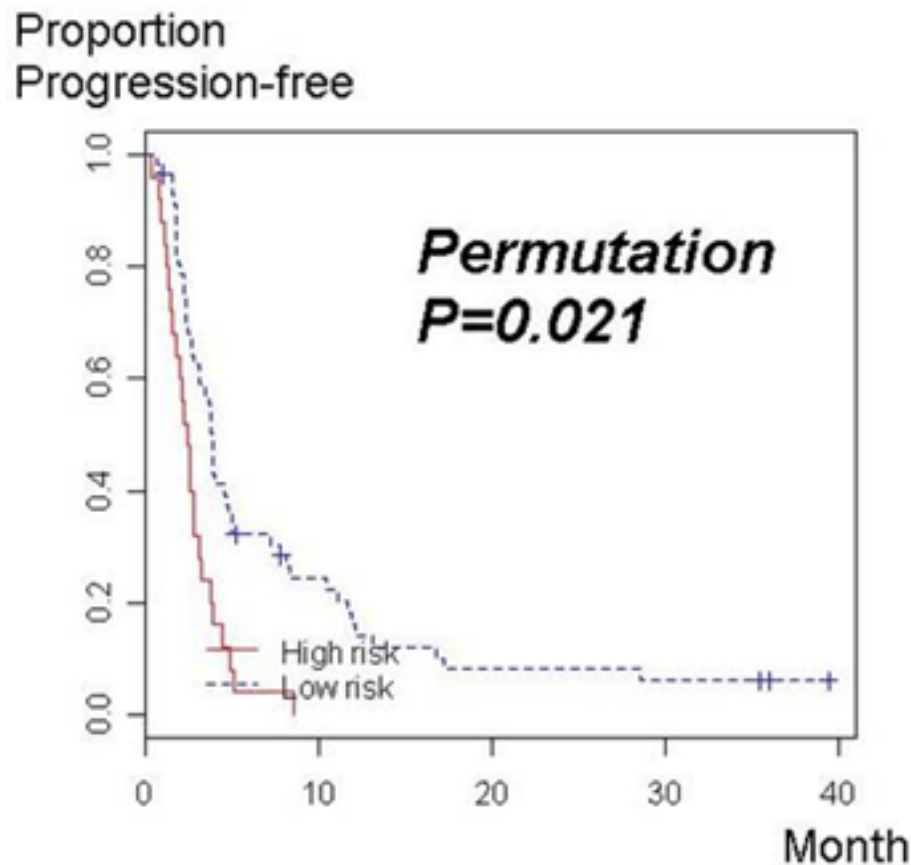 Proportion
Progression-free
1.0
0.8
0.6
0.4
0.2
0.0
Permutation
P=0.021
High risk
Low risk
0 10 20 30 40
Month